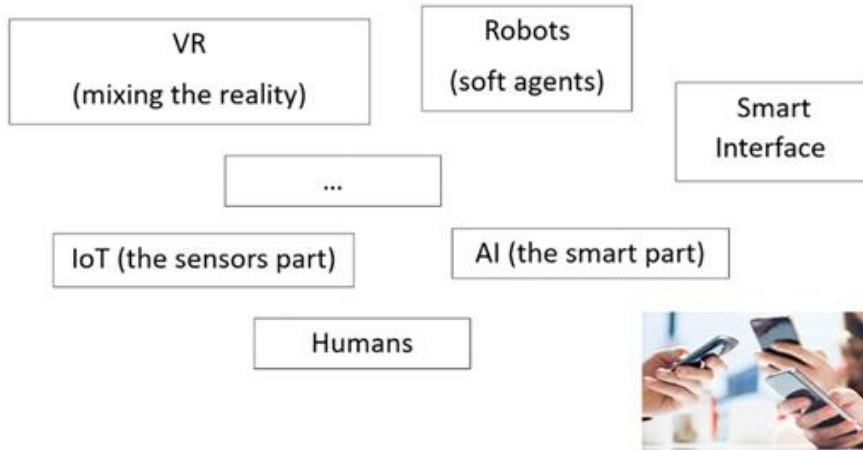 VR
(mixing the reality)
Robots
(soft agents)
Smart
Interface
...
IoT (the sensors part)
AI (the smart part)
Humans